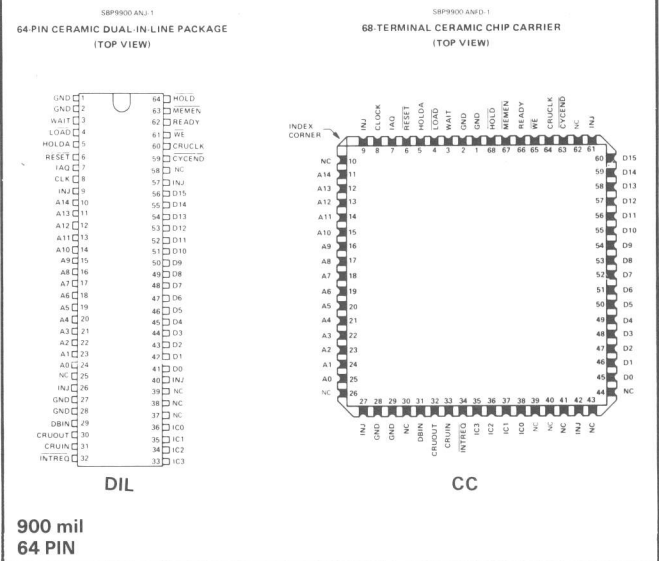 SBP9900 ANJ-1
64-PIN CERAMIC DUAL-IN-LINE PACKAGE
(TOP VIEW)
GND 1
GND 2
WAIT 3
LOAD 4
HOLDA 5
RESET 6
IAQ 7
CLK 8
INJ 9
A14 10
A13 11
A12 12
A11 13
A10 14
A9 15
A8 16
A7 17
A6 18
A5 19
A4 20
A3 21
A2 22
A1 23
A0 24
NC 25
INJ 26
GND 27
GND 28
DBIN 29
CRUOUT 30
CRUIN 31
INTREQ 32
64 HOLD
63 MEMEN
62 READY
61 WE
60 CRUCLK
59 CYCEND
58 NC
57 INJ
56 D15
55 D14
54 D13
53 D12
52 D11
51 D10
50 D9
49 D8
48 D7
47 D6
46 D5
45 D4
44 D3
43 D2
42 D1
41 D0
40 INJ
39 NC
38 NC
37 NC
36 IC0
35 IC1
34 IC2
33 IC3
DIL
SBP9900 ANFD-1
68-TERMINAL CERAMIC CHIP CARRIER
(TOP VIEW)
INDEX
CORNER
INJ CLOCK IAQ RESET HOLDA LOAD WAIT GND GND HOLD MEMEN READY WE CRUCLK CYCEND NC INJ
9 8 7 6 5 4 3 2 1 68 67 66 65 64 63 62 61
NC 10
A14 11
A13 12
A12 13
A11 14
A10 15
A9 16
A8 17
A7 18
A6 19
A5 20
A4 21
A3 22
A2 23
A1 24
A0 25
NC 26
60 D15
59 D14
58 D13
57 D12
56 D11
55 D10
54 D9
53 D8
52 D7
51 D6
50 D5
49 D4
48 D3
47 D2
46 D1
45 D0
44 NC
27 28 29 30 31 32 33 34 35 36 37 38 39 40 41 42 43
INJ GND GND NC DBIN CRUOUT CRUIN INTREQ IC3 IC2 IC1 IC0 NC NC NC INJ NC
CC
900 mil
64 PIN